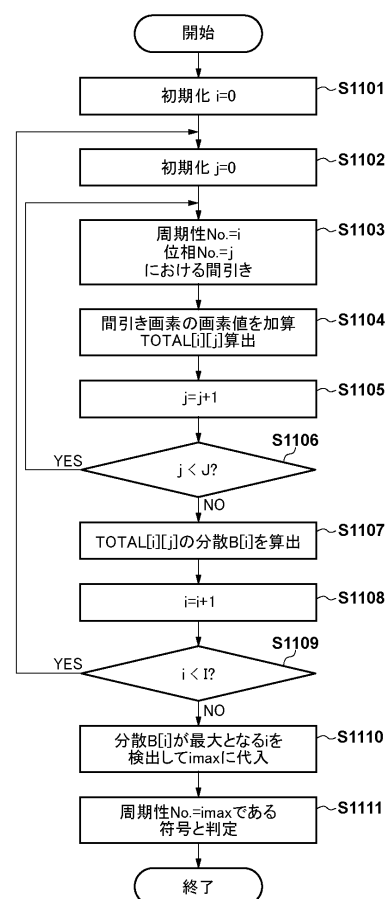 開始
初期化 i=0
S1101
初期化 j=0
S1102
周期性No.=i
位相No.=j
における間引き
S1103
間引き画素の画素値を加算
TOTAL[i][j]算出
S1104
j=j+1
S1105
S1106
YES
j < J?
NO
TOTAL[i][j]の分散B[i]を算出
S1107
i=i+1
S1108
S1109
YES
i < I?
NO
分散B[i]が最大となるiを
検出してimaxに代入
S1110
周期性No.=imaxである
符号と判定
S1111
終了